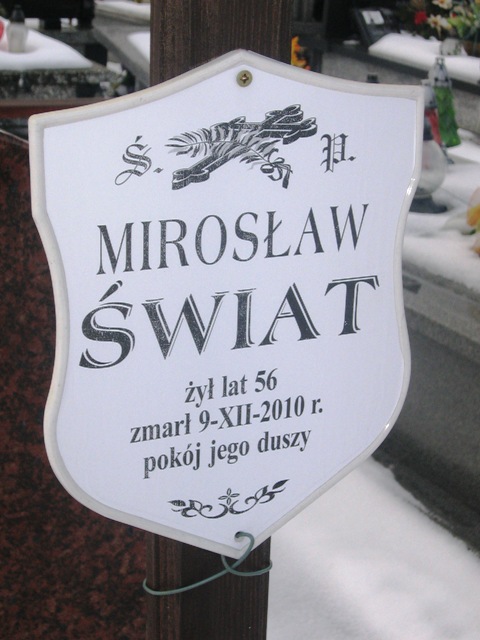 Ś. P.
MIROSŁAW
ŚWIAT
żył lat 56
zmarł 9-XII-2010 r.
pokój jego duszy